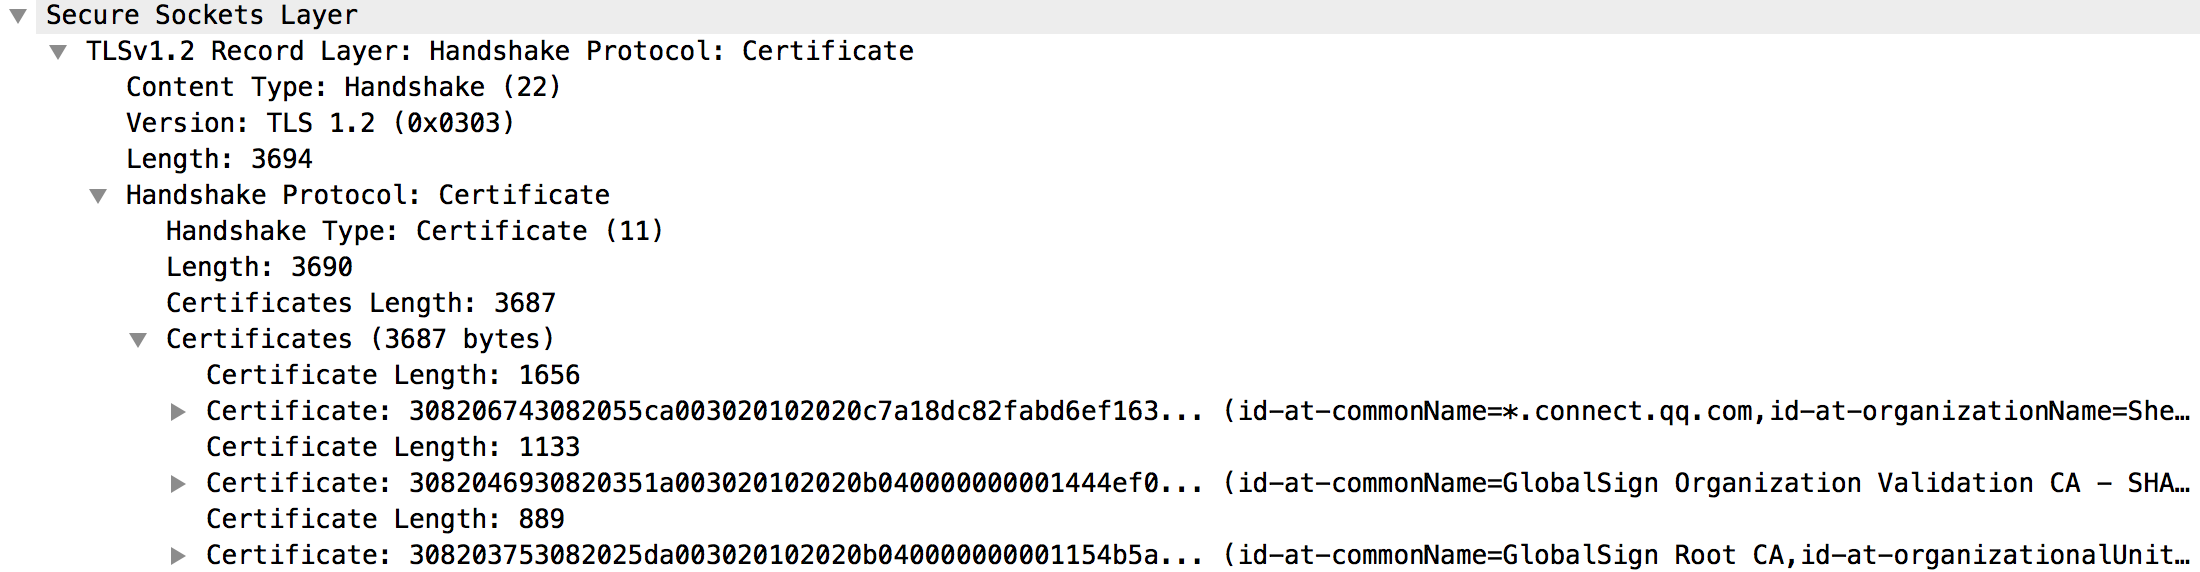 Secure Sockets Layer
TLSv1.2 Record Layer: Handshake Protocol: Certificate
Content Type: Handshake (22)
Version: TLS 1.2 (0x0303)
Length: 3694
Handshake Protocol: Certificate
Handshake Type: Certificate (11)
Length: 3690
Certificates Length: 3687
Certificates (3687 bytes)
Certificate Length: 1656
Certificate: 308206743082055ca003020102020c7a18dc82fabd6ef163... (id-at-commonName=*.connect.qq.com,id-at-organizationName=She…
Certificate Length: 1133
Certificate: 3082046930820351a003020102020b040000000001444ef0... (id-at-commonName=GlobalSign Organization Validation CA - SHA…
Certificate Length: 889
Certificate: 308203753082025da003020102020b040000000001154b5a... (id-at-commonName=GlobalSign Root CA,id-at-organizationalUnit…